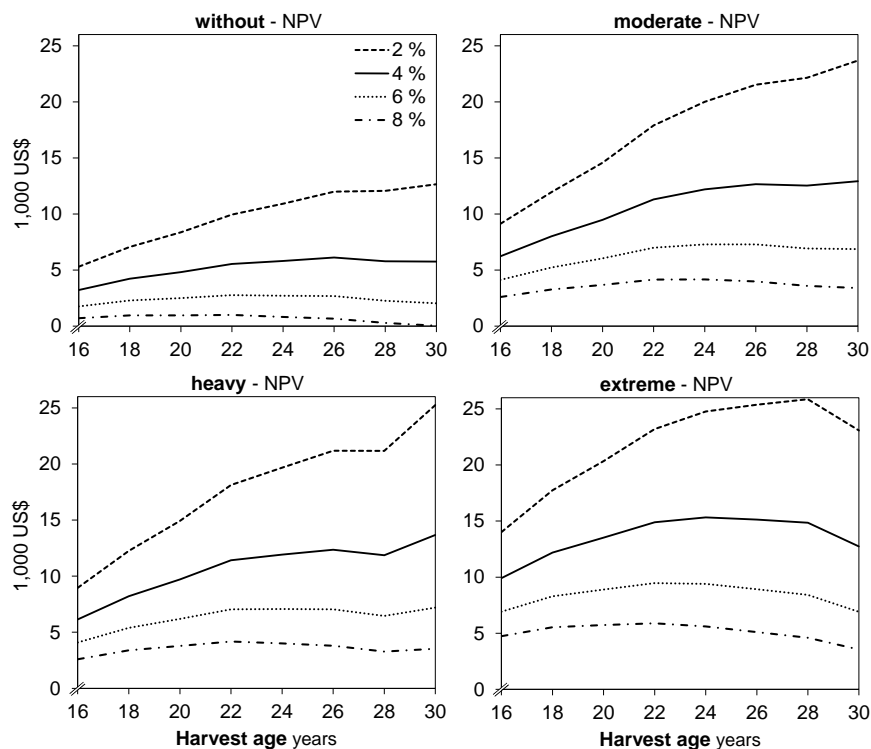 without - NPV
moderate - NPV
25
20
15
10
5
0
1,000 US$
2 %
4 %
6 %
8 %
16 18 20 22 24 26 28 30
25
20
15
10
5
0
16 18 20 22 24 26 28 30
heavy - NPV
extreme - NPV
25
20
15
10
5
0
1,000 US$
16 18 20 22 24 26 28 30
Harvest age years
25
20
15
10
5
0
16 18 20 22 24 26 28 30
Harvest age years